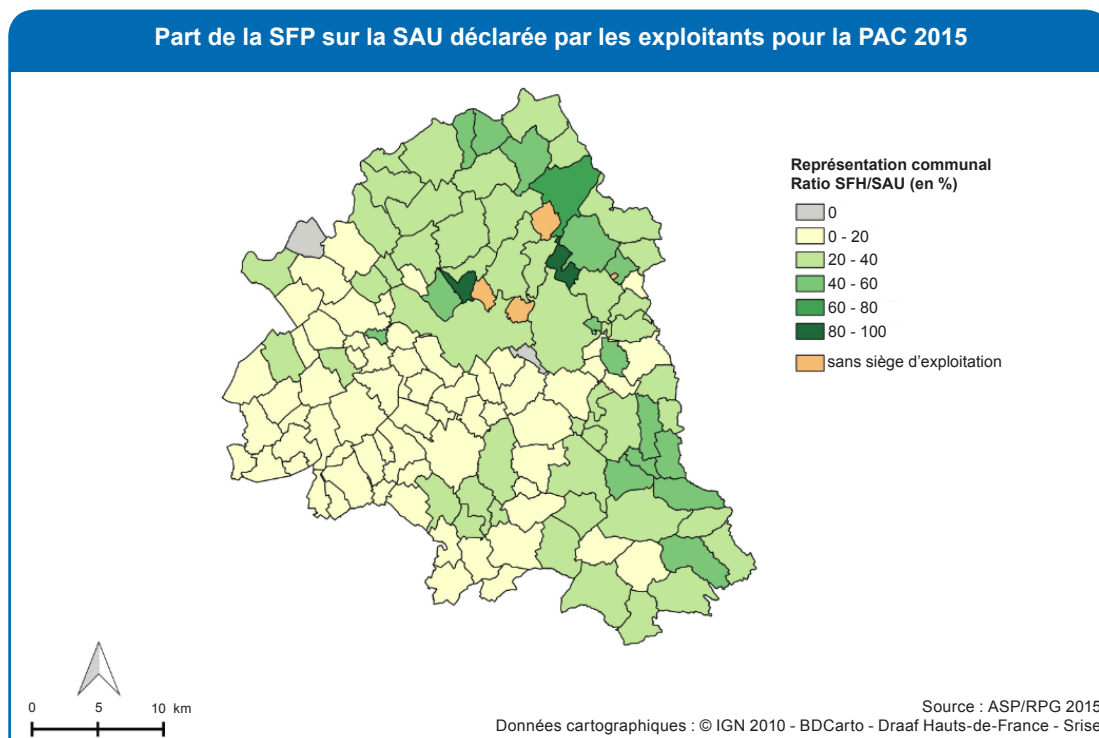 Part de la SFP sur la SAU déclarée par les exploitants pour la PAC 2015
Représentation communal
Ratio SFH/SAU (en %)
0
0 - 20
20 - 40
40 - 60
60 - 80
80 - 100
sans siège d'exploitation
0 5 10 km
Source : ASP/RPG 2015
Données cartographiques : © IGN 2010 - BDCarto - Draaf Hauts-de-France - Srise